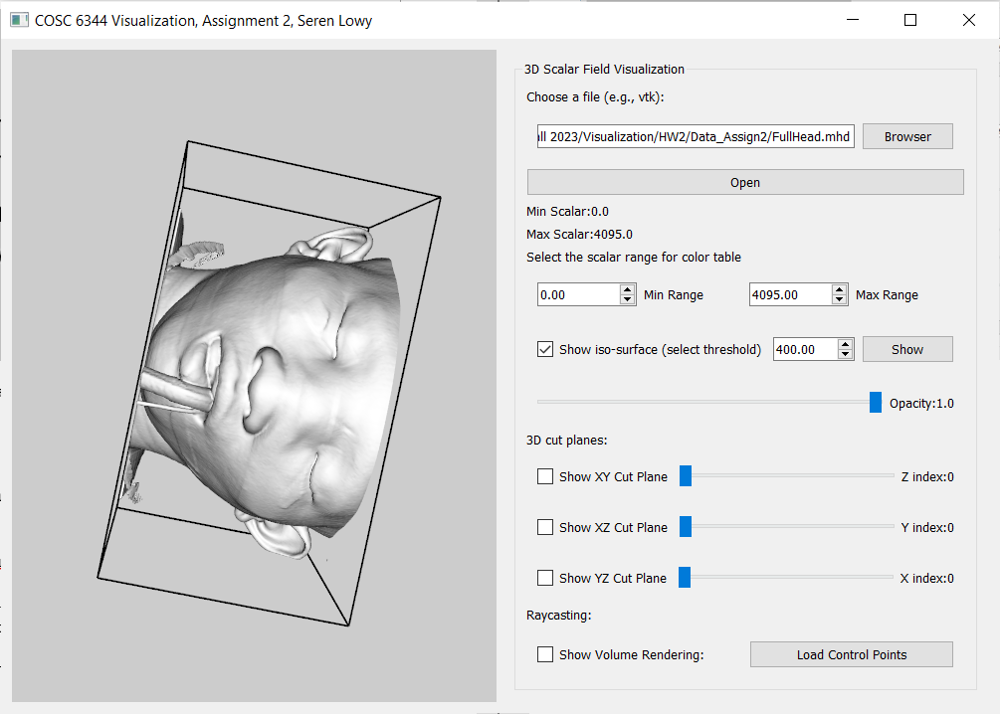 COSC 6344 Visualization, Assignment 2, Seren Lowy
3D Scalar Field Visualization
Choose a file (e.g., vtk):
ll 2023/Visualization/HW2/Data_Assign2/FullHead.mhd
Browser
Open
Min Scalar:0.0
Max Scalar:4095.0
Select the scalar range for color table
0.00 Min Range 4095.00 Max Range
Show iso-surface (select threshold) 400.00 Show
Opacity:1.0
3D cut planes:
Show XY Cut Plane Z index:0
Show XZ Cut Plane Y index:0
Show YZ Cut Plane X index:0
Raycasting:
Show Volume Rendering: Load Control Points